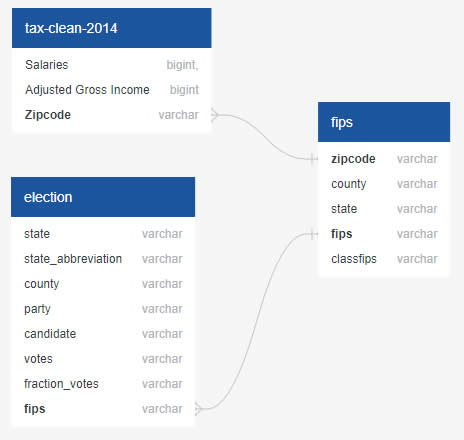 tax-clean-2014
Salaries bigint,
Adjusted Gross Income bigint
Zipcode varchar
fips
zipcode varchar
county varchar
state varchar
fips varchar
classfips varchar
election
state varchar
state_abbreviation varchar
county varchar
party varchar
candidate varchar
votes varchar
fraction_votes varchar
fips varchar